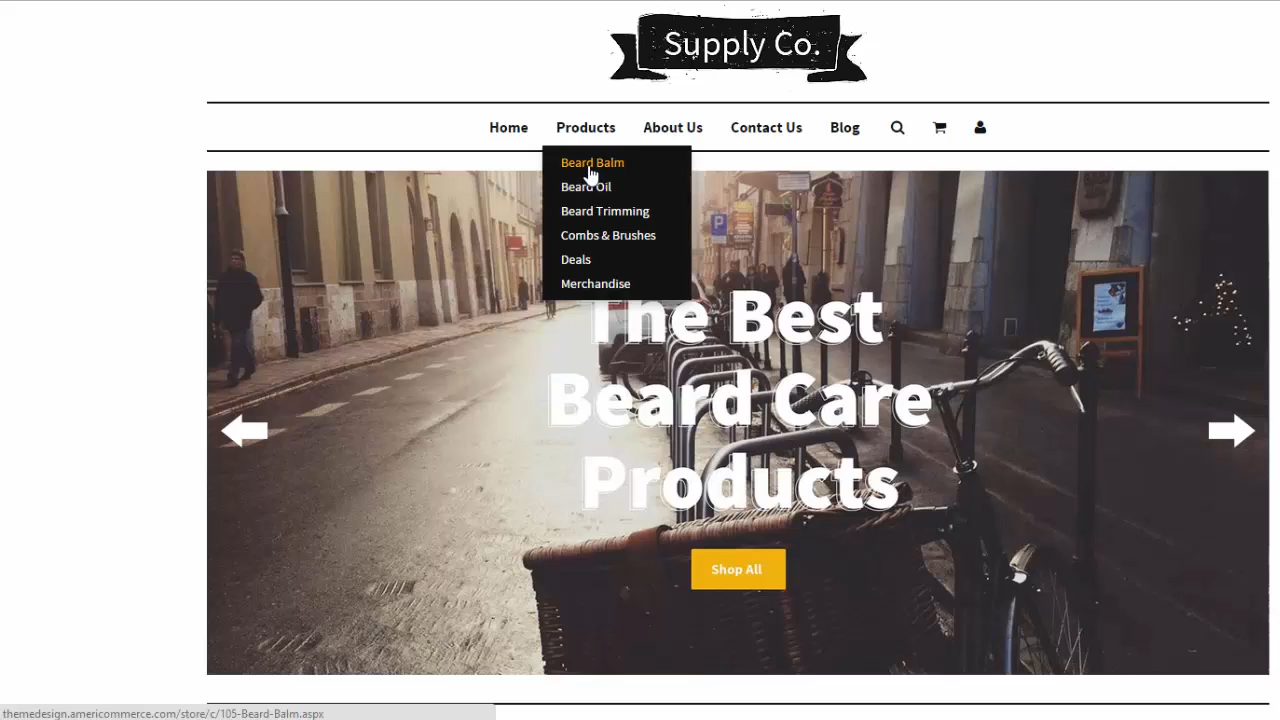 Supply Co.
Home Products About Us Contact Us Blog
Beard Balm
Beard Oil
Beard Trimming
Combs & Brushes
Deals
Merchandise
P
The Best
Beard Care
Products
Shop All
themedesign.americommerce.com/store/c/105-Beard-Balm.aspx